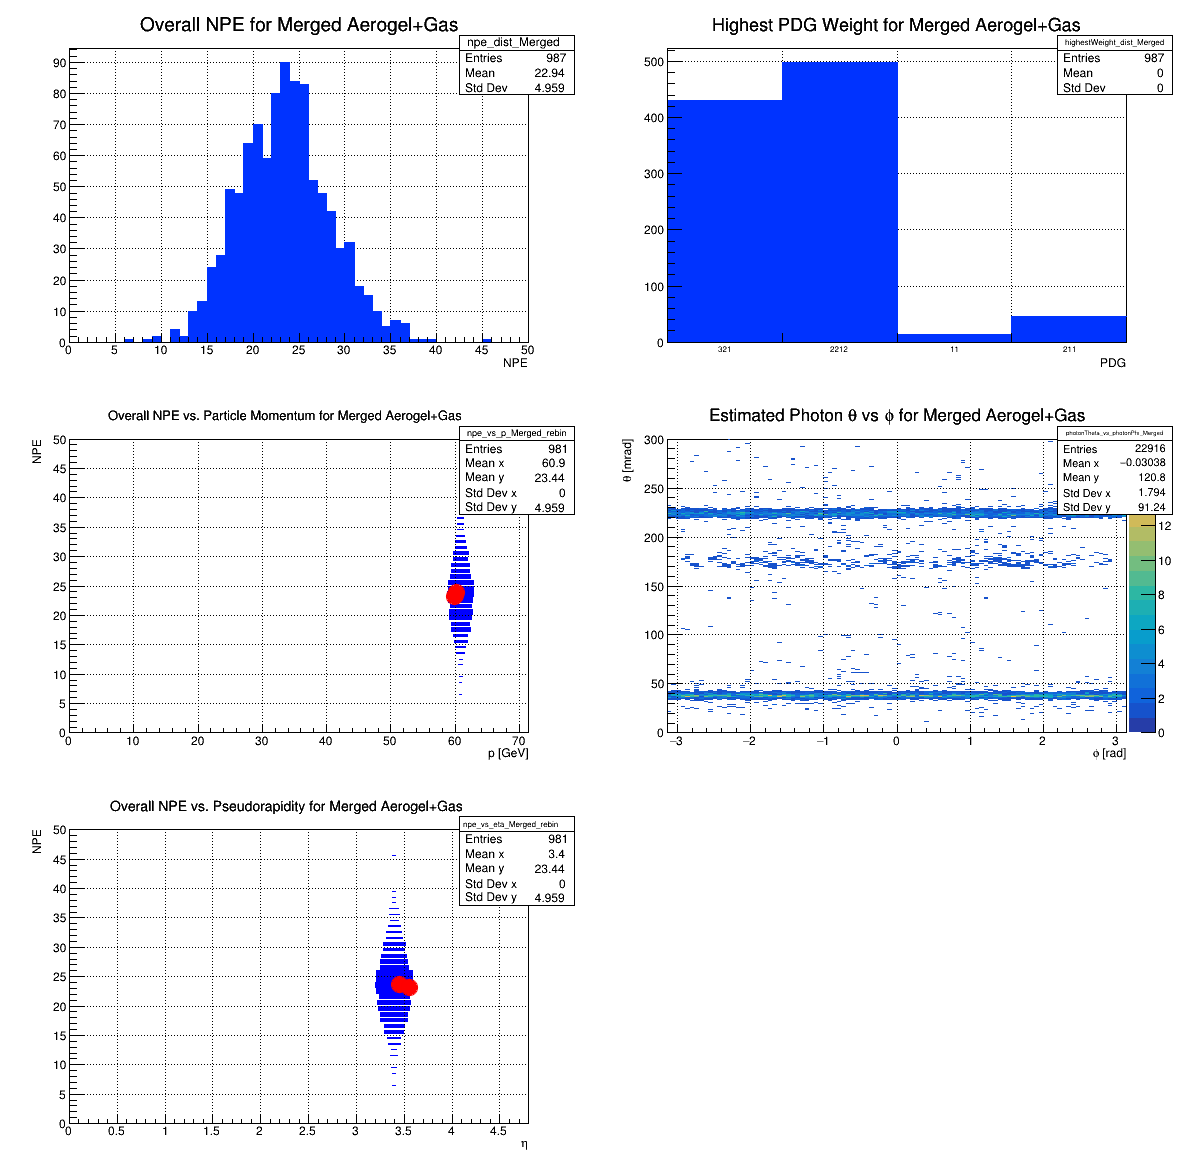 Overall NPE for Merged Aerogel+Gas
npe_dist_Merged
Entries 987
Mean 22.94
Std Dev 4.959
90
80
70
60
50
40
30
20
10
0
0 5 10 15 20 25 30 35 40 45 50
NPE
Highest PDG Weight for Merged Aerogel+Gas
highestWeight_dist_Merged
Entries 987
Mean 0
Std Dev 0
500
400
300
200
100
0
321 2212 11 211
PDG
Overall NPE vs. Particle Momentum for Merged Aerogel+Gas
NPE
npe_vs_p_Merged_rebin
Entries 981
Mean x 60.9
Mean y 23.44
Std Dev x 0
Std Dev y 4.959
50
45
40
35
30
25
20
15
10
5
0
0 10 20 30 40 50 60 70
p [GeV]
Estimated Photon θ vs ϕ for Merged Aerogel+Gas
θ [mrad]
photonTheta_vs_photonPhi_Merged
Entries 22916
Mean x −0.03038
Mean y 120.8
Std Dev x 1.794
Std Dev y 91.24
300
250
200
150
100
50
0
12
10
8
6
4
2
0
−3 −2 −1 0 1 2 3
ϕ [rad]
Overall NPE vs. Pseudorapidity for Merged Aerogel+Gas
NPE
npe_vs_eta_Merged_rebin
Entries 981
Mean x 3.4
Mean y 23.44
Std Dev x 0
Std Dev y 4.959
50
45
40
35
30
25
20
15
10
5
0
0 0.5 1 1.5 2 2.5 3 3.5 4 4.5
η